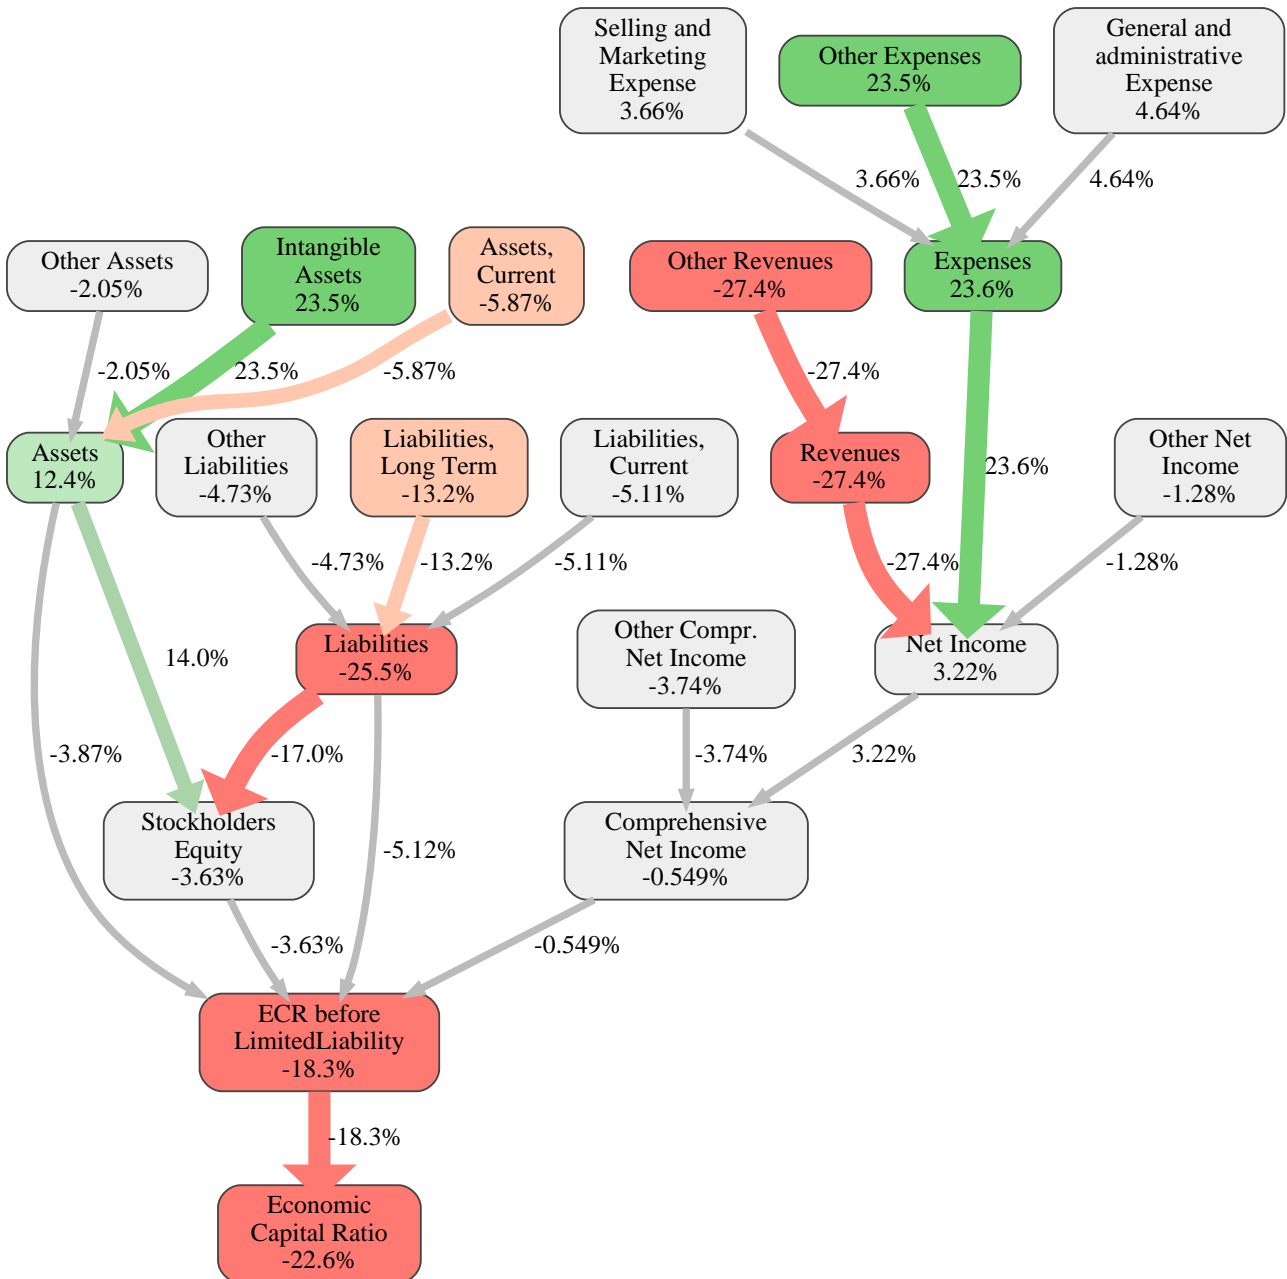 Selling and
Marketing
Expense
3.66%
Other Expenses
23.5%
General and
administrative
Expense
4.64%
3.66%
23.5%
4.64%
Other Assets
-2.05%
Intangible
Assets
23.5%
Assets,
Current
-5.87%
Other Revenues
-27.4%
Expenses
23.6%
-2.05%
23.5%
-5.87%
-27.4%
Assets
12.4%
Other
Liabilities
-4.73%
Liabilities,
Long Term
-13.2%
Liabilities,
Current
-5.11%
Revenues
-27.4%
23.6%
Other Net
Income
-1.28%
-4.73%
-13.2%
-5.11%
-27.4%
-1.28%
14.0%
Liabilities
-25.5%
Other Compr.
Net Income
-3.74%
Net Income
3.22%
-3.87%
-17.0%
-3.74%
3.22%
Stockholders
Equity
-3.63%
-5.12%
Comprehensive
Net Income
-0.549%
-3.63%
-0.549%
ECR before
LimitedLiability
-18.3%
-18.3%
Economic
Capital Ratio
-22.6%